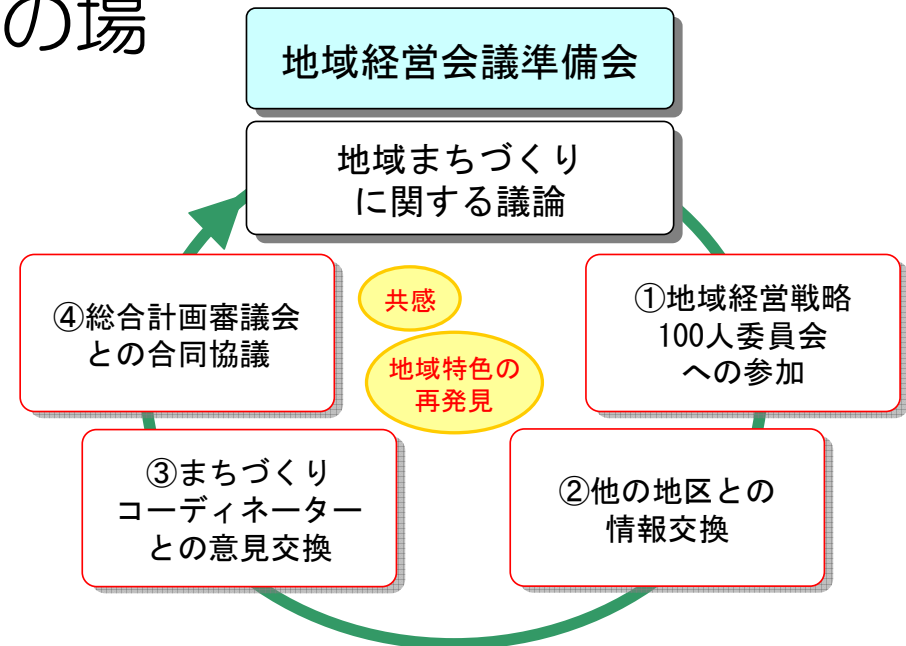 の場
地域経営会議準備会
地域まちづくり
に関する議論
①地域経営戦略
100人委員会
への参加
②他の地区との
情報交換
③まちづくり
コーディネーター
との意見交換
④総合計画審議会
との合同協議
共感
地域特色の
再発見